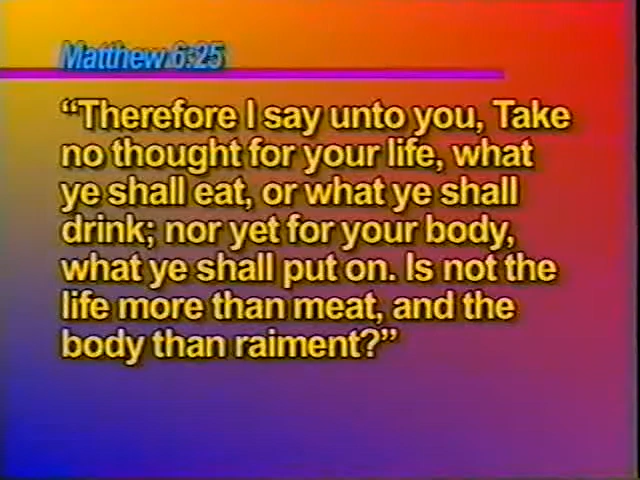 Matthew 6:25
“Therefore I say unto you, Take
no thought for your life, what
ye shall eat, or what ye shall
drink; nor yet for your body,
what ye shall put on. Is not the
life more than meat, and the
body than raiment?”